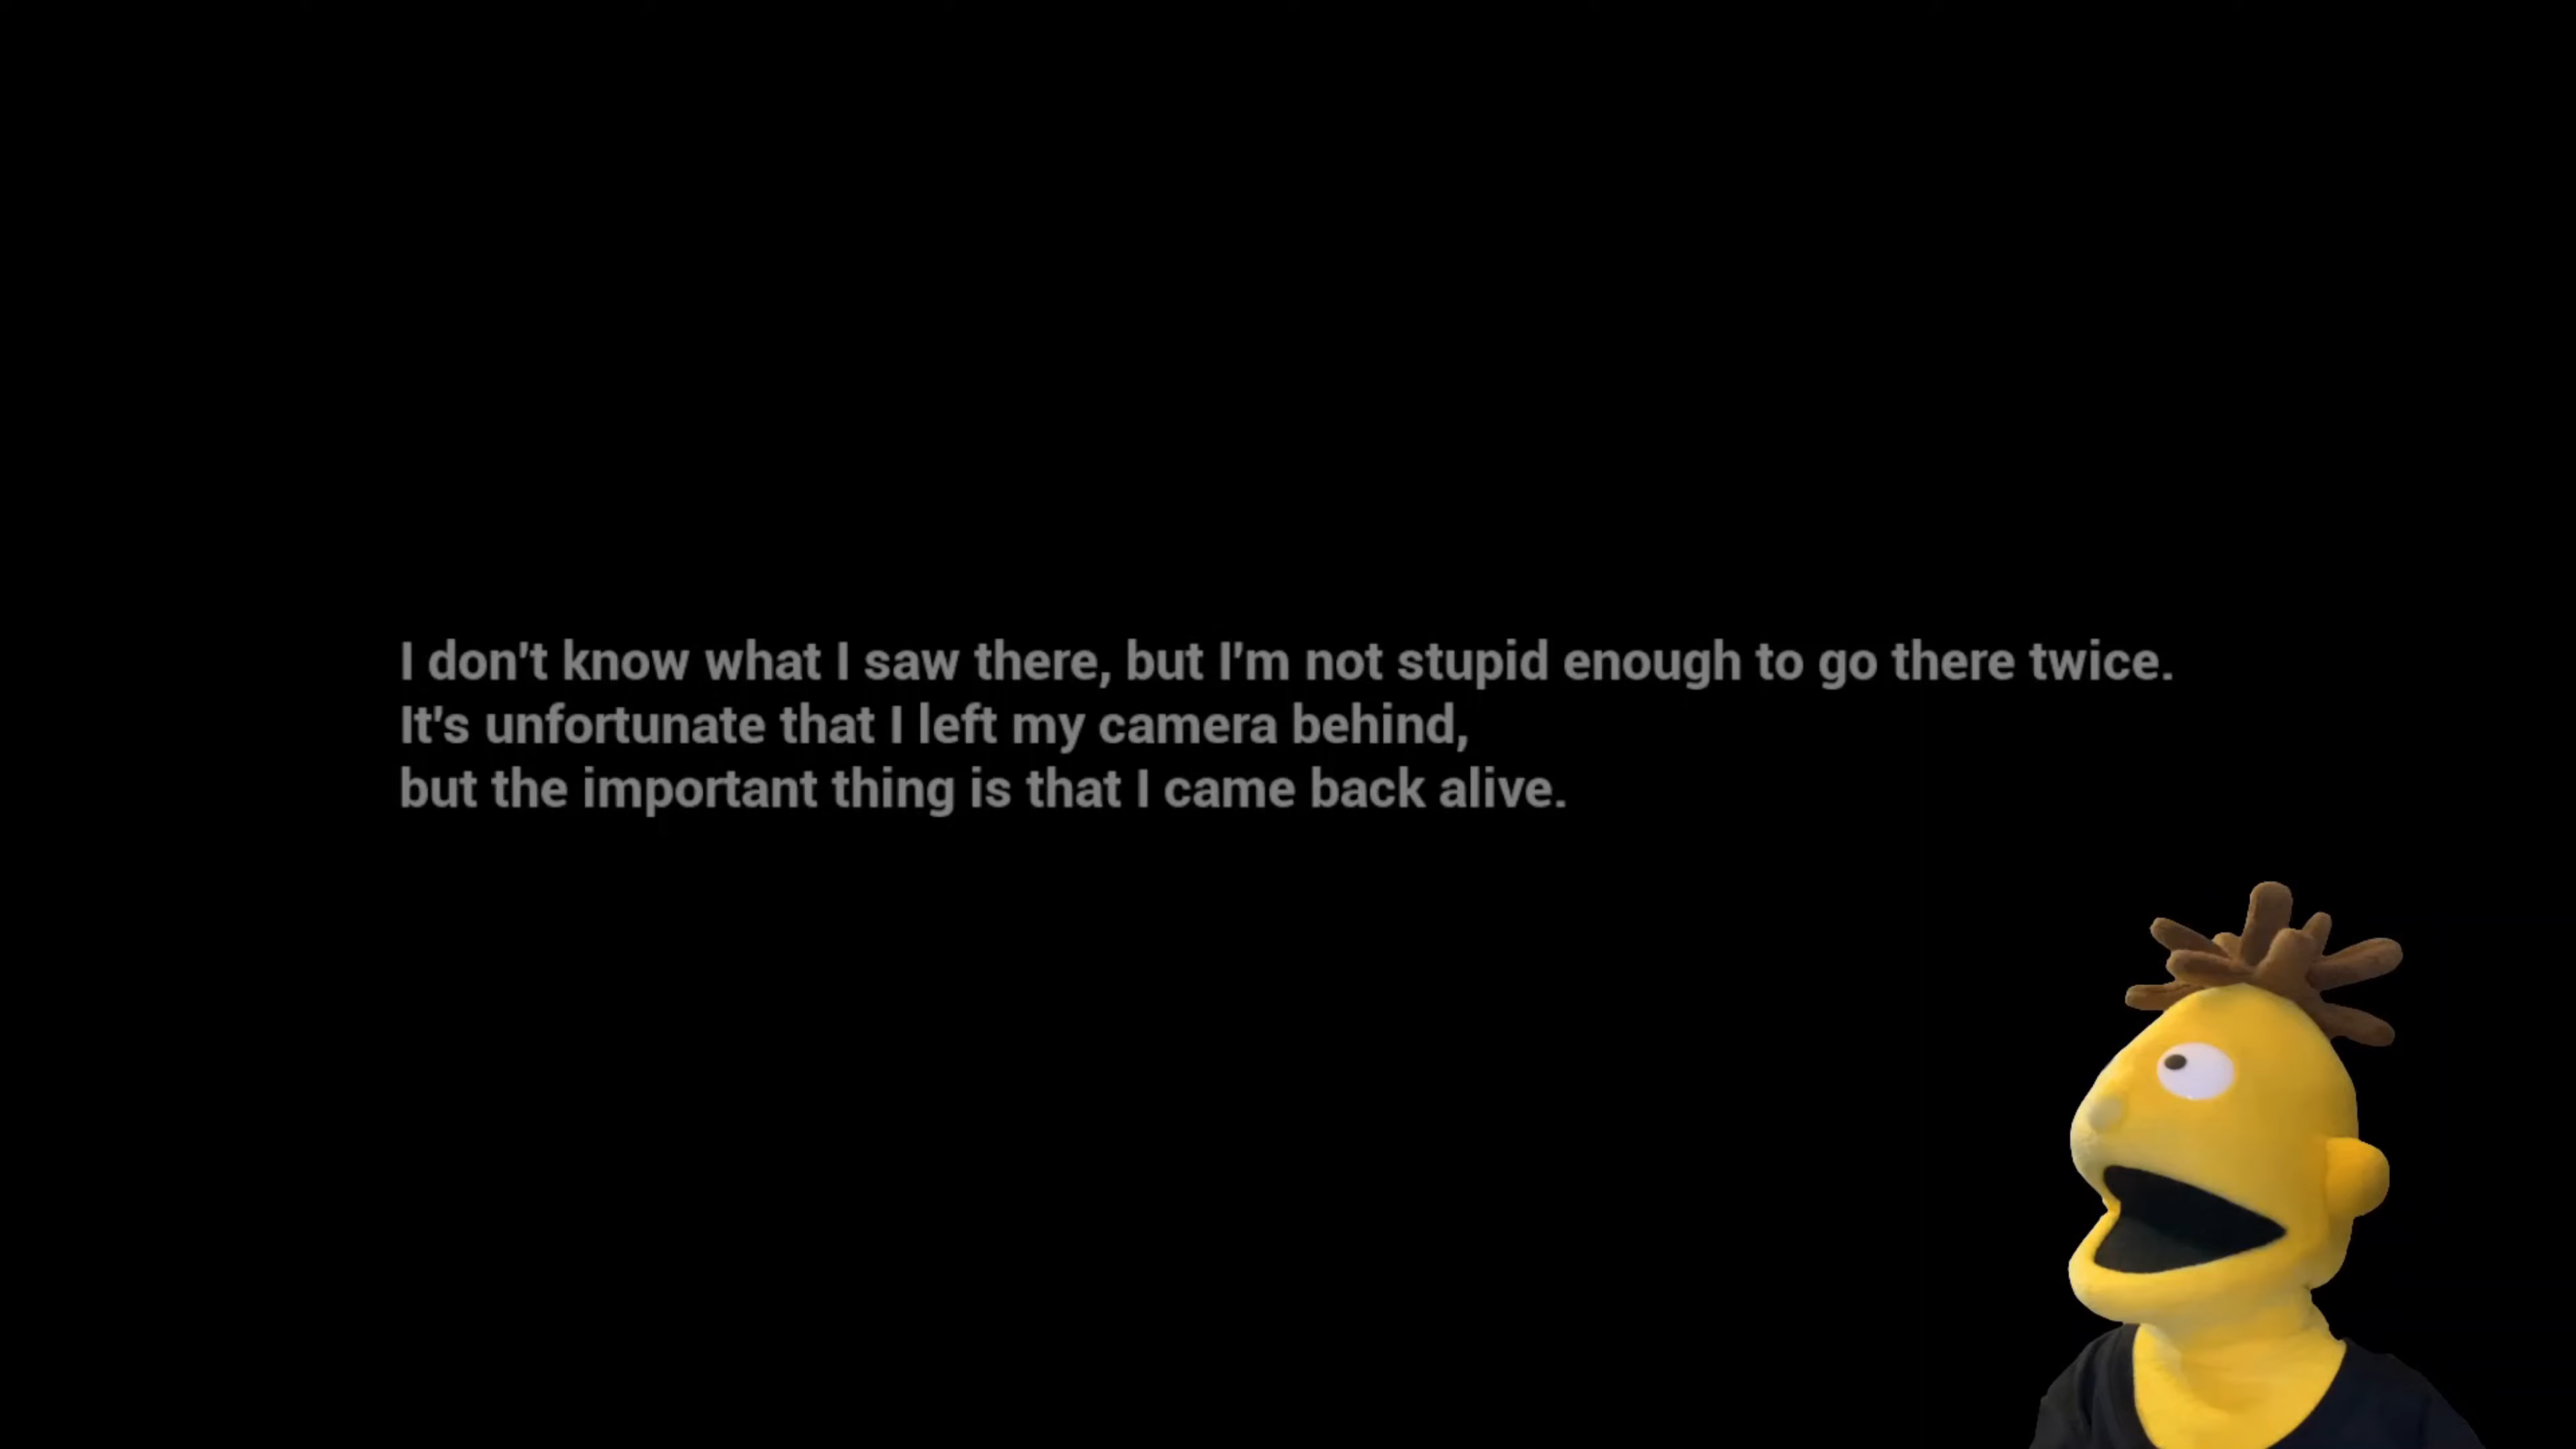 I don't know what I saw there, but I'm not stupid enough to go there twice.
It's unfortunate that I left my camera behind,
but the important thing is that I came back alive.